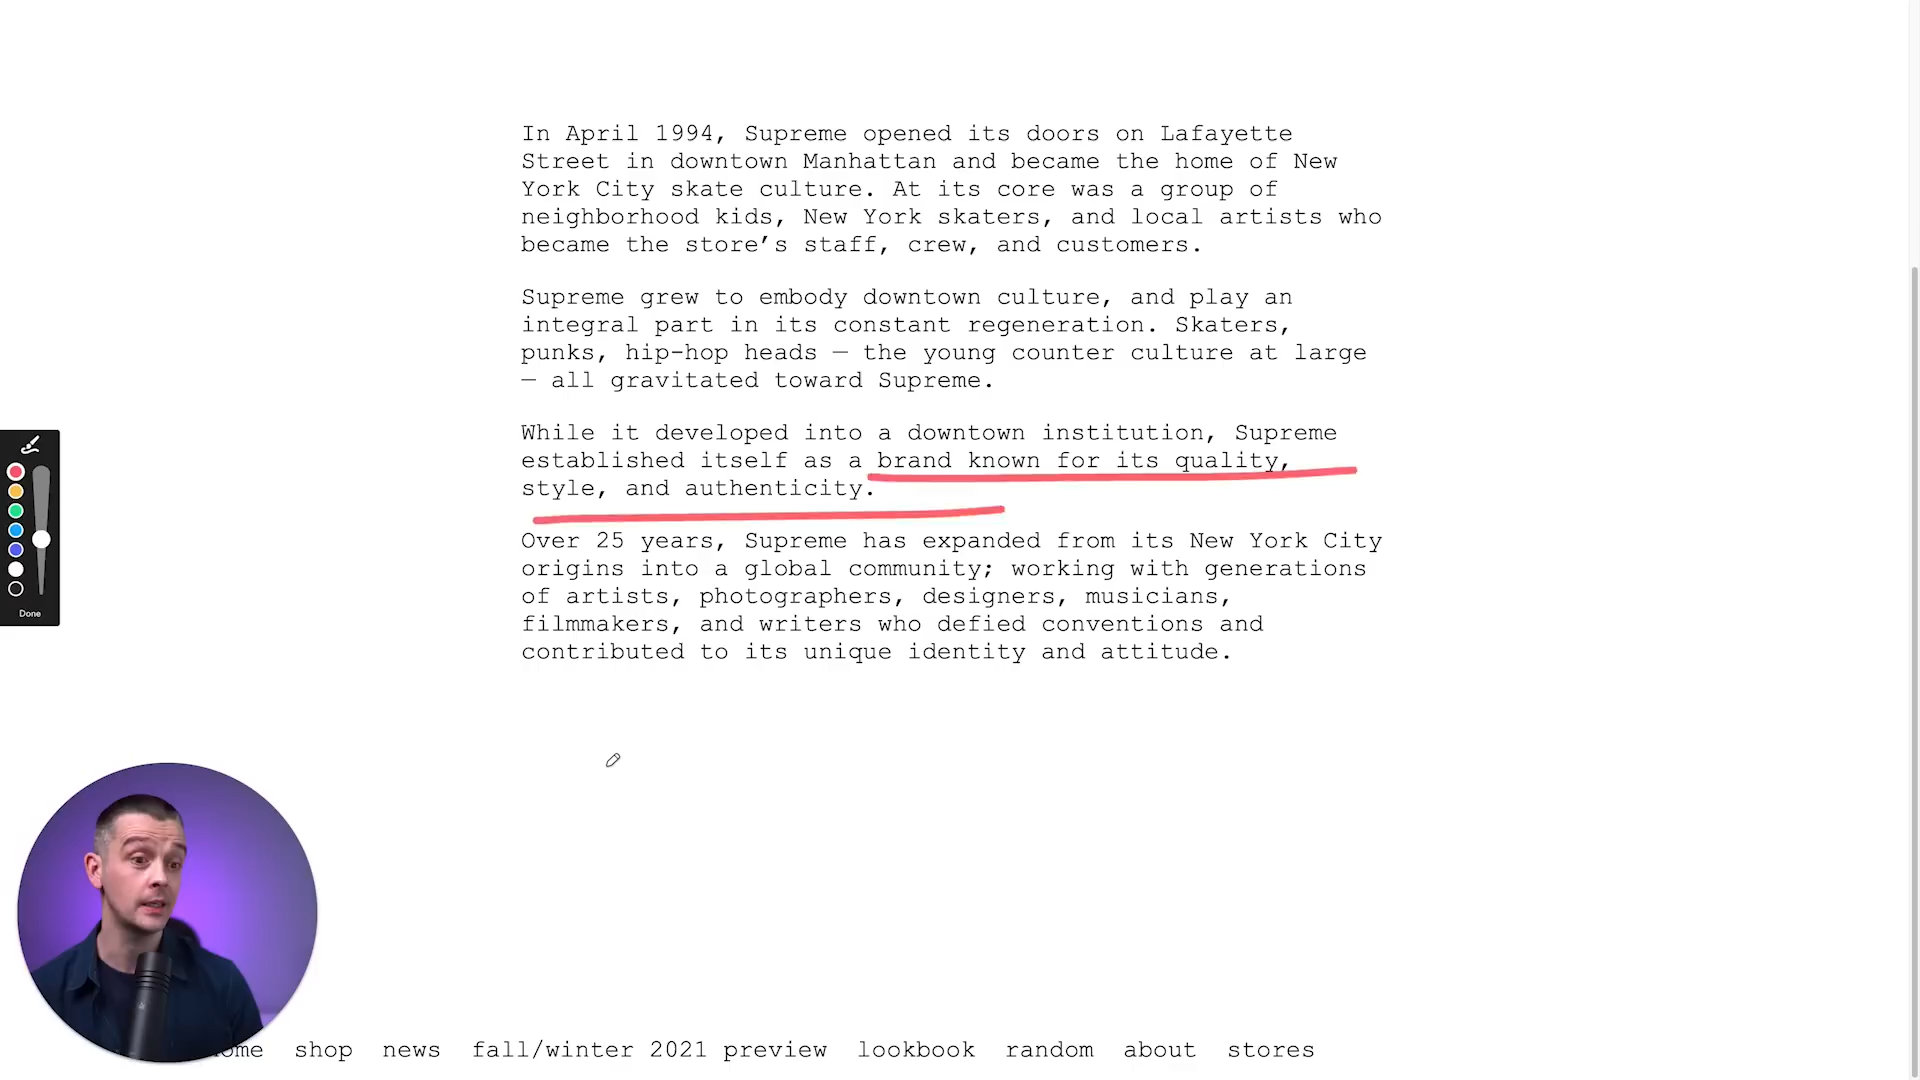 In April 1994, Supreme opened its doors on Lafayette
Street in downtown Manhattan and became the home of New
York City skate culture. At its core was a group of
neighborhood kids, New York skaters, and local artists who
became the store’s staff, crew, and customers.
Supreme grew to embody downtown culture, and play an
integral part in its constant regeneration. Skaters,
punks, hip-hop heads — the young counter culture at large
— all gravitated toward Supreme.
While it developed into a downtown institution, Supreme
established itself as a brand known for its quality,
style, and authenticity.
Over 25 years, Supreme has expanded from its New York City
origins into a global community; working with generations
of artists, photographers, designers, musicians,
filmmakers, and writers who defied conventions and
contributed to its unique identity and attitude.
Done
ome shop news fall/winter 2021 preview lookbook random about stores